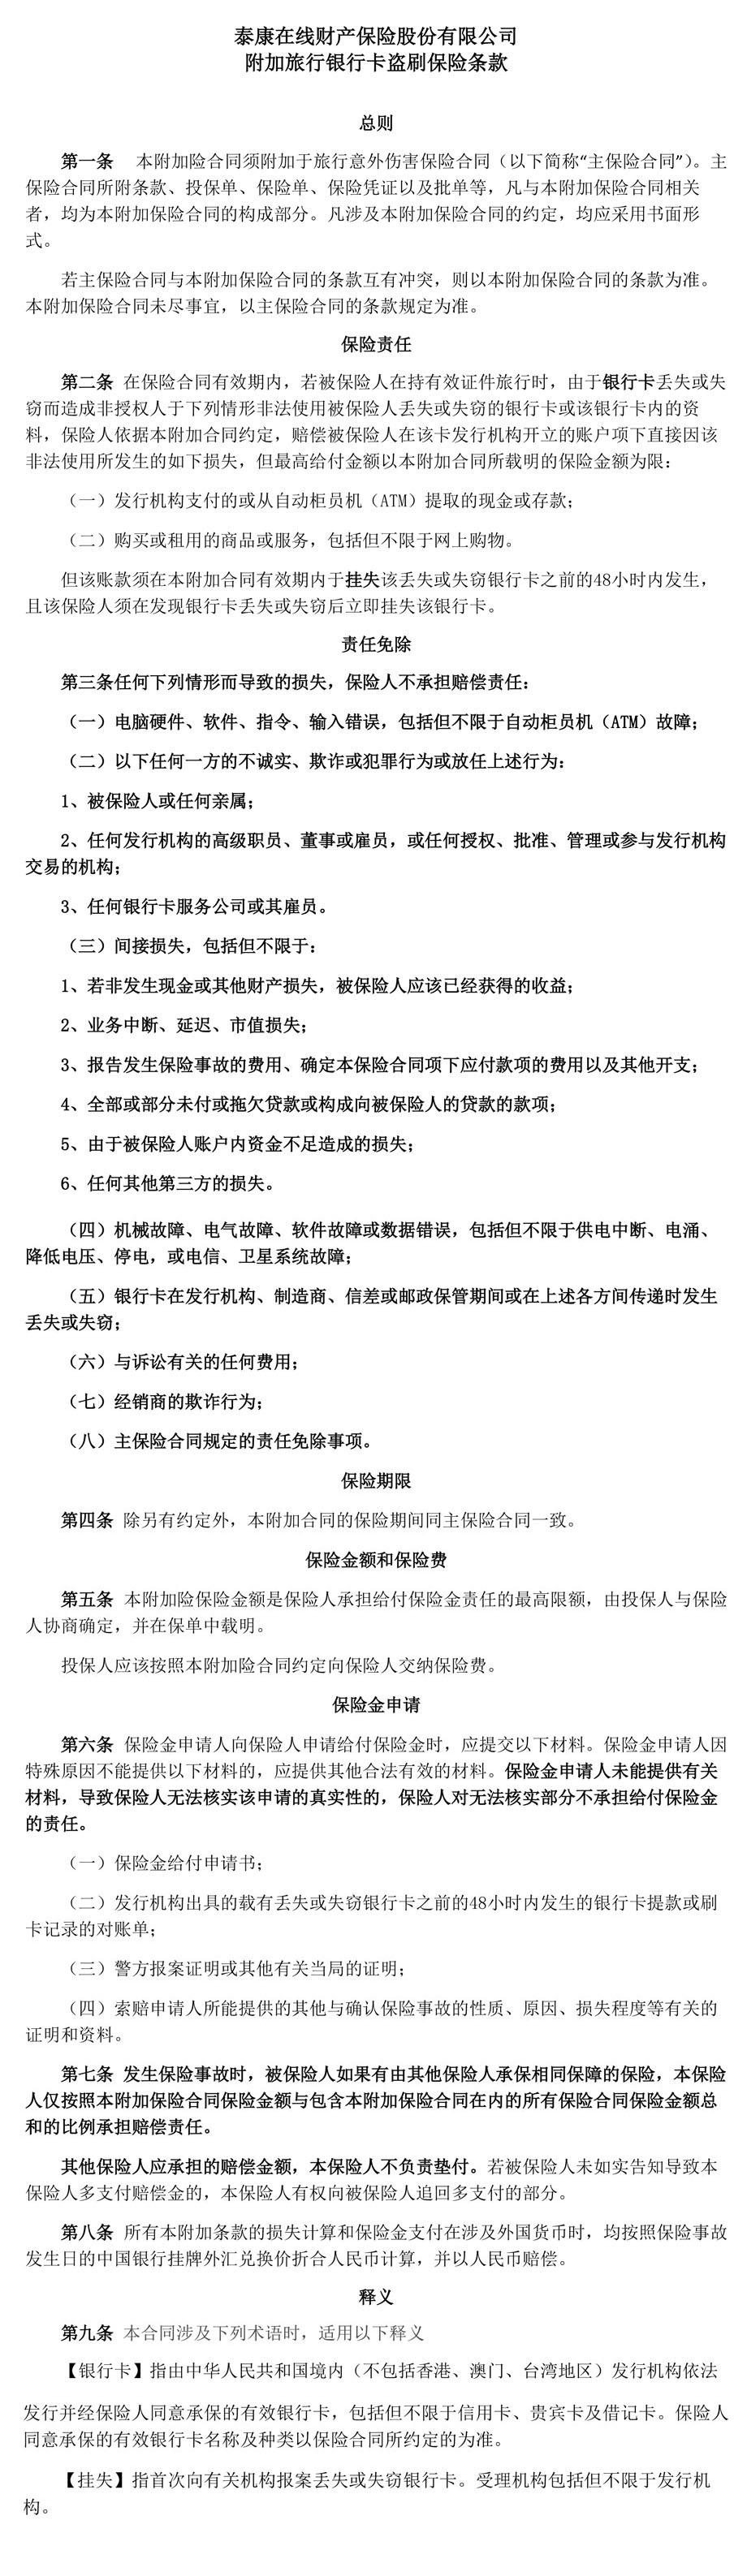 泰康在线财产保险股份有限公司
附加旅行银行卡盗刷保险条款
总则
第一条 本附加险合同须附加于旅行意外伤害保险合同（以下简称“主保险合同”）。主
保险合同所附条款、投保单、保险单、保险凭证以及批单等，凡与本附加保险合同相关
者，均为本附加保险合同的构成部分。凡涉及本附加保险合同的约定，均应采用书面形
式。
若主保险合同与本附加保险合同的条款互有冲突，则以本附加保险合同的条款为准。
本附加保险合同未尽事宜，以主保险合同的条款规定为准。
保险责任
第二条 在保险合同有效期内，若被保险人在持有效证件旅行时，由于银行卡丢失或失
窃而造成非授权人于下列情形非法使用被保险人丢失或失窃的银行卡或该银行卡内的资
料，保险人依据本附加合同约定，赔偿被保险人在该卡发行机构开立的账户项下直接因该
非法使用所发生的如下损失，但最高给付金额以本附加合同所载明的保险金额为限：
（一）发行机构支付的或从自动柜员机（ATM）提取的现金或存款；
（二）购买或租用的商品或服务，包括但不限于网上购物。
但该账款须在本附加合同有效期内于挂失该丢失或失窃银行卡之前的48小时内发生，
且该保险人须在发现银行卡丢失或失窃后立即挂失该银行卡。
责任免除
第三条任何下列情形而导致的损失，保险人不承担赔偿责任：
（一）电脑硬件、软件、指令、输入错误，包括但不限于自动柜员机（ATM）故障；
（二）以下任何一方的不诚实、欺诈或犯罪行为或放任上述行为：
1、被保险人或任何亲属；
2、任何发行机构的高级职员、董事或雇员，或任何授权、批准、管理或参与发行机构
交易的机构；
3、任何银行卡服务公司或其雇员。
（三）间接损失，包括但不限于：
1、若非发生现金或其他财产损失，被保险人应该已经获得的收益；
2、业务中断、延迟、市值损失；
3、报告发生保险事故的费用、确定本保险合同项下应付款项的费用以及其他开支；
4、全部或部分未付或拖欠贷款或构成向被保险人的贷款的款项；
5、由于被保险人账户内资金不足造成的损失；
6、任何其他第三方的损失。
（四）机械故障、电气故障、软件故障或数据错误，包括但不限于供电中断、电涌、
降低电压、停电，或电信、卫星系统故障；
（五）银行卡在发行机构、制造商、信差或邮政保管期间或在上述各方间传递时发生
丢失或失窃；
（六）与诉讼有关的任何费用；
（七）经销商的欺诈行为；
（八）主保险合同规定的责任免除事项。
保险期限
第四条 除另有约定外，本附加合同的保险期间同主保险合同一致。
保险金额和保险费
第五条 本附加险保险金额是保险人承担给付保险金责任的最高限额，由投保人与保险
人协商确定，并在保单中载明。
投保人应该按照本附加险合同约定向保险人交纳保险费。
保险金申请
第六条 保险金申请人向保险人申请给付保险金时，应提交以下材料。保险金申请人因
特殊原因不能提供以下材料的，应提供其他合法有效的材料。保险金申请人未能提供有关
材料，导致保险人无法核实该申请的真实性的，保险人对无法核实部分不承担给付保险金
的责任。
（一）保险金给付申请书；
（二）发行机构出具的载有丢失或失窃银行卡之前的48小时内发生的银行卡提款或刷
卡记录的对账单；
（三）警方报案证明或其他有关当局的证明；
（四）索赔申请人所能提供的其他与确认保险事故的性质、原因、损失程度等有关的
证明和资料。
第七条 发生保险事故时，被保险人如果有由其他保险人承保相同保障的保险，本保险
人仅按照本附加保险合同保险金额与包含本附加保险合同在内的所有保险合同保险金额总
和的比例承担赔偿责任。
其他保险人应承担的赔偿金额，本保险人不负责垫付。若被保险人未如实告知导致本
保险人多支付赔偿金的，本保险人有权向被保险人追回多支付的部分。
第八条 所有本附加条款的损失计算和保险金支付在涉及外国货币时，均按照保险事故
发生日的中国银行挂牌外汇兑换价折合人民币计算，并以人民币赔偿。
释义
第九条 本合同涉及下列术语时，适用以下释义
【银行卡】指由中华人民共和国境内（不包括香港、澳门、台湾地区）发行机构依法
发行并经保险人同意承保的有效银行卡，包括但不限于信用卡、贵宾卡及借记卡。保险人
同意承保的有效银行卡名称及种类以保险合同所约定的为准。
【挂失】指首次向有关机构报案丢失或失窃银行卡。受理机构包括但不限于发行机
构。